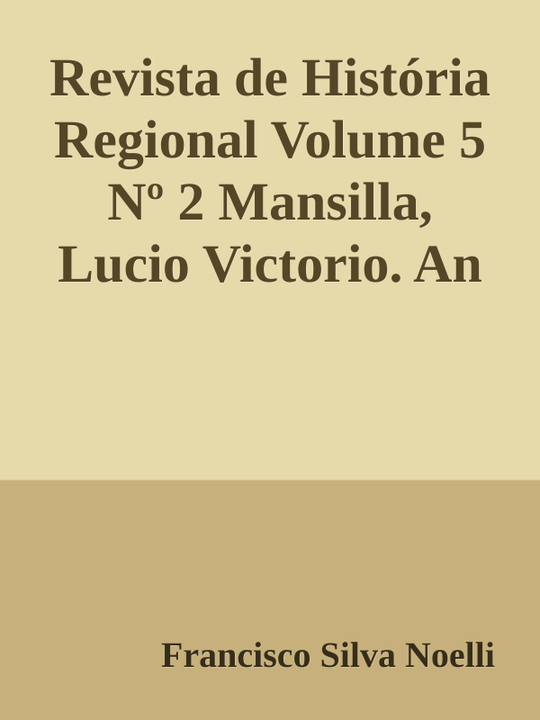 Revista de História
Regional Volume 5
Nº 2 Mansilla,
Lucio Victorio. An
Francisco Silva Noelli